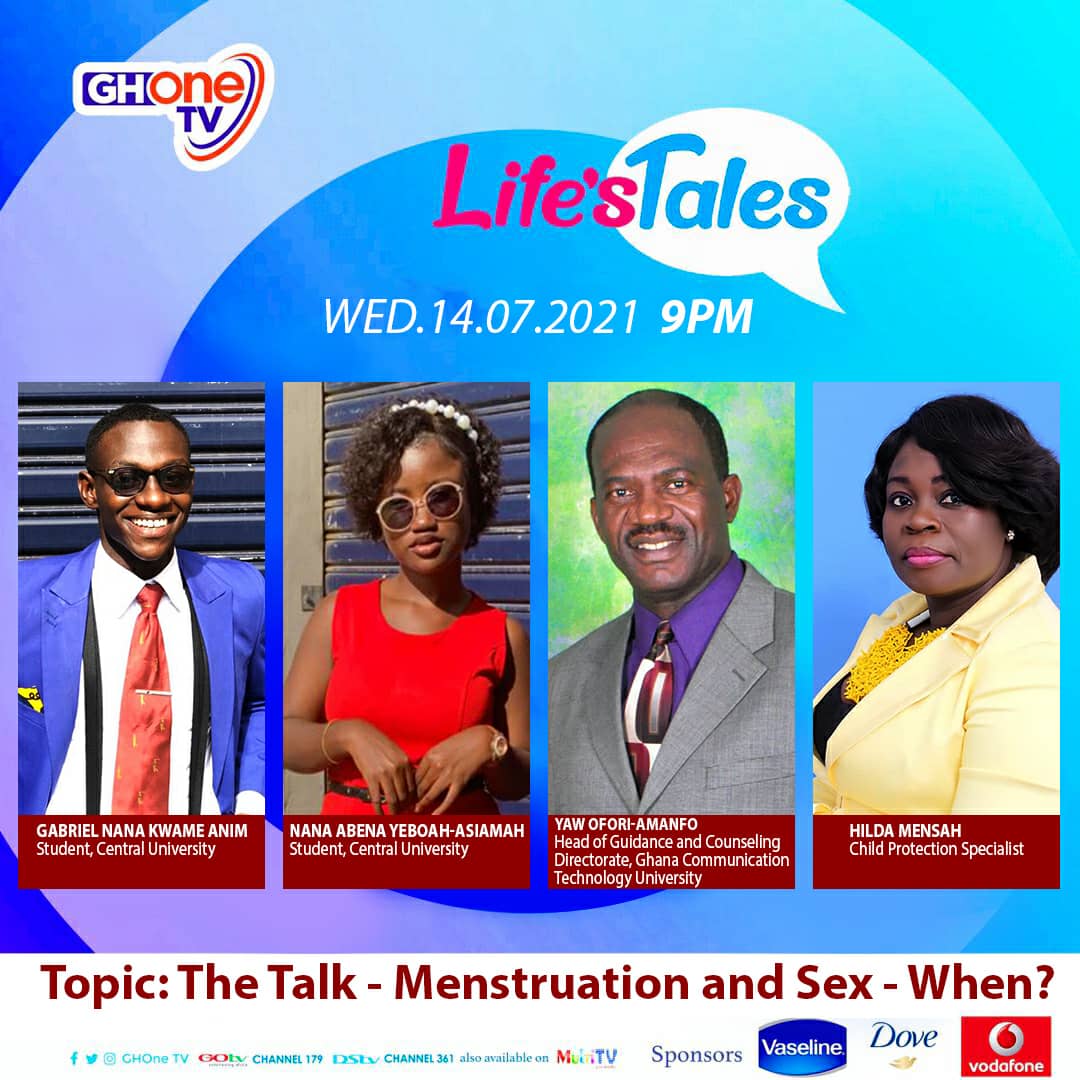 GHOne
TV
Life's Tales
WED.14.07.2021 9PM
GABRIEL NANA KWAME ANIM
Student, Central University
NANA ABENA YEBOAH-ASIAMAH
Student, Central University
YAW OFORI-AMANFO
Head of Guidance and Counseling
Directorate, Ghana Communication
Technology University
HILDA MENSAH
Child Protection Specialist
Topic: The Talk - Menstruation and Sex - When?
GHOne TV GOtv CHANNEL 179 DStv CHANNEL 361 also available on MultiTV
Sponsors Vaseline. Dove vodafone